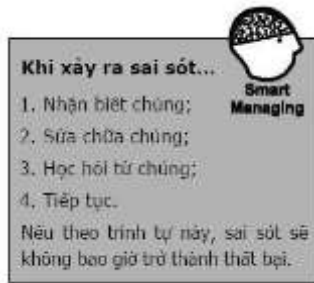 Khi xảy ra sai sót...
Smart
Managing
1. Nhận biết chúng;
2. Sửa chữa chúng;
3. Học hỏi từ chúng;
4. Tiếp tục.
Nếu theo trình tự này, sai sót sẽ
không bao giờ trở thành thất bại.